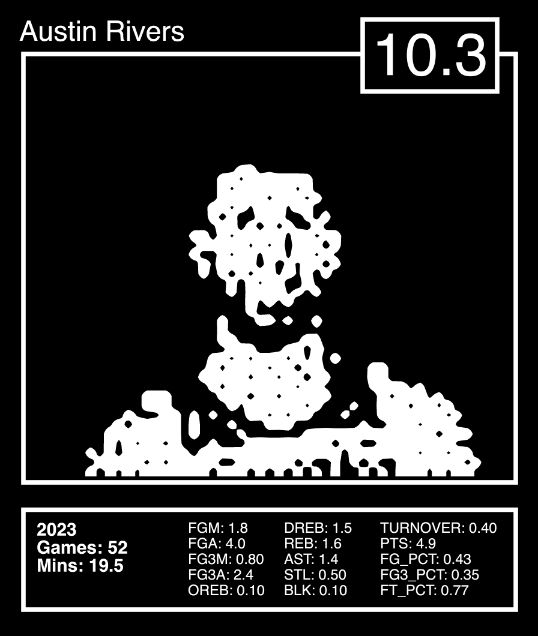 Austin Rivers
10.3
2023
Games: 52
Mins: 19.5
FGM: 1.8
FGA: 4.0
FG3M: 0.80
FG3A: 2.4
OREB: 0.10
DREB: 1.5
REB: 1.6
AST: 1.4
STL: 0.50
BLK: 0.10
TURNOVER: 0.40
PTS: 4.9
FG_PCT: 0.43
FG3_PCT: 0.35
FT_PCT: 0.77